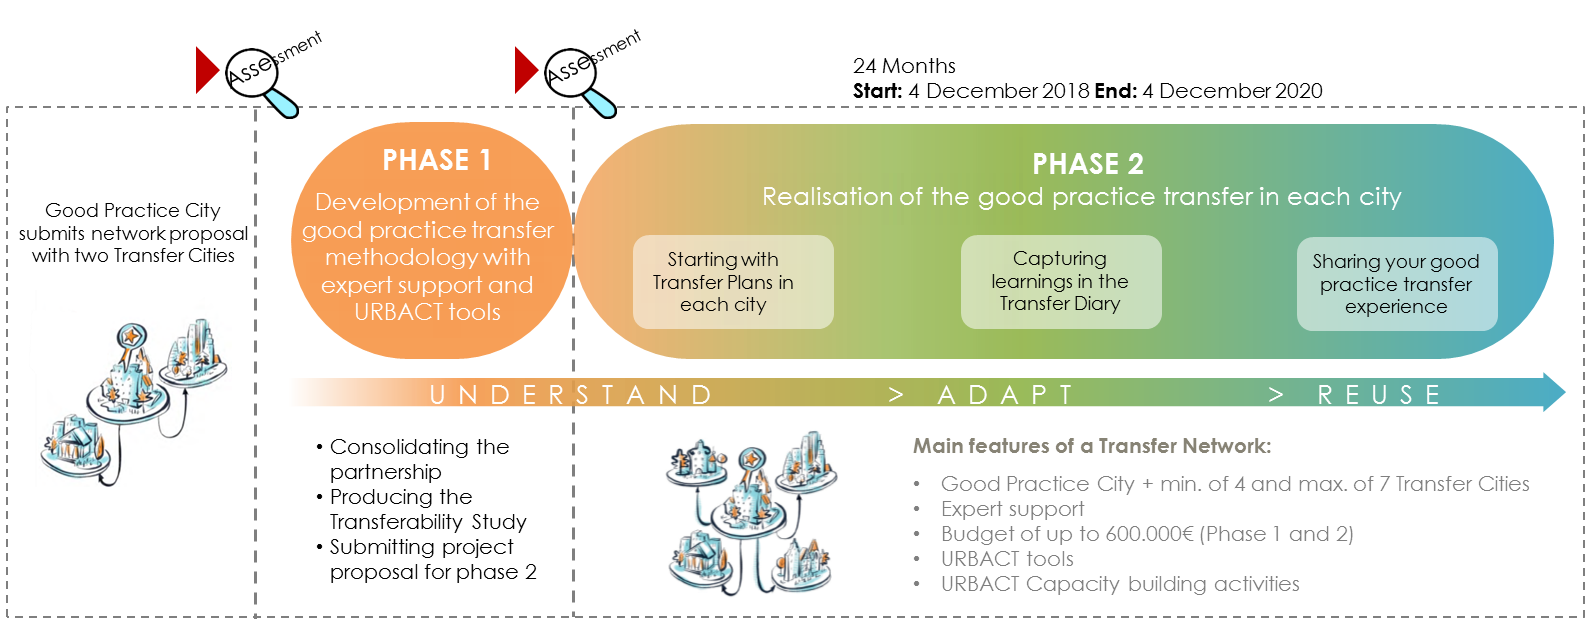 Assessment
Assessment
24 Months
Start: 4 December 2018 End: 4 December 2020
Good Practice City
submits network proposal
with two Transfer Cities
PHASE 1
Development of the
good practice transfer
methodology with
expert support and
URBACT tools
PHASE 2
Realisation of the good practice transfer in each city
Starting with
Transfer Plans in
each city
Capturing
learnings in the
Transfer Diary
Sharing your good
practice transfer
experience
UNDERSTAND > ADAPT > REUSE
• Consolidating the
partnership
• Producing the
Transferability Study
• Submitting project
proposal for phase 2
Main features of a Transfer Network:
• Good Practice City + min. of 4 and max. of 7 Transfer Cities
• Expert support
• Budget of up to 600.000€ (Phase 1 and 2)
• URBACT tools
• URBACT Capacity building activities